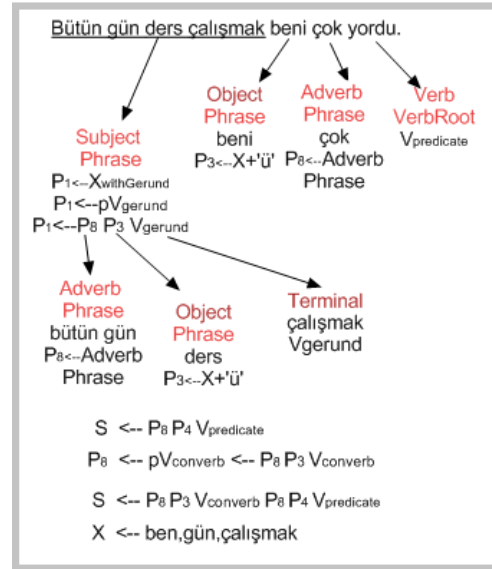 Bütün gün ders çalışmak beni çok yordu.
Subject
Phrase
P1<--XwithGerund
P1<--pVgerund
P1<--P8 P3 Vgerund
Object
Phrase
beni
P3<--X+'ü'
Adverb
Phrase
çok
P8<--Adverb
Phrase
Verb
VerbRoot
Vpredicate
Adverb
Phrase
bütün gün
P8<--Adverb
Phrase
Object
Phrase
ders
P3<--X+'ü'
Terminal
çalışmak
Vgerund
S <-- P8 P4 Vpredicate
P8 <-- pVconverb <-- P8 P3 Vconverb
S <-- P8 P3 Vconverb P8 P4 Vpredicate
X <-- ben,gün,çalışmak